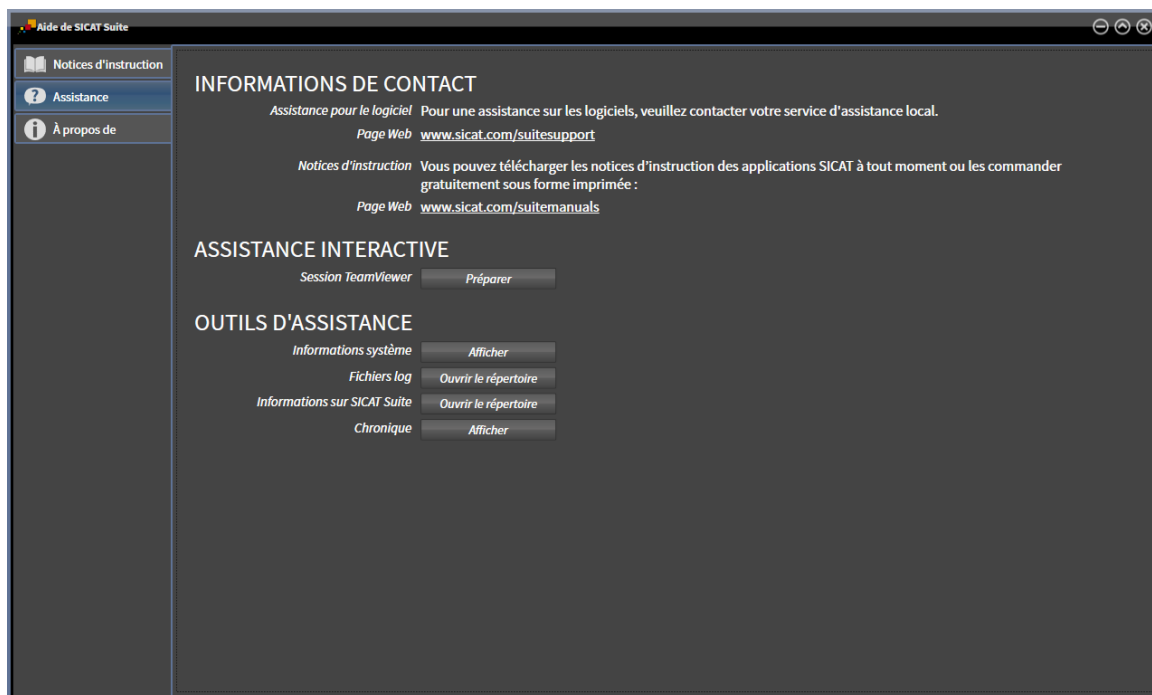 Aide de SICAT Suite
Notices d'instruction
Assistance
À propos de
INFORMATIONS DE CONTACT
Assistance pour le logiciel Pour une assistance sur les logiciels, veuillez contacter votre service d'assistance local.
Page Web www.sicat.com/suitesupport
Notices d'instruction Vous pouvez télécharger les notices d’instruction des applications SICAT à tout moment ou les commander
gratuitement sous forme imprimée :
Page Web www.sicat.com/suitemanuals
ASSISTANCE INTERACTIVE
Session TeamViewer Préparer
OUTILS D'ASSISTANCE
Informations système Afficher
Fichiers log Ouvrir le répertoire
Informations sur SICAT Suite Ouvrir le répertoire
Chronique Afficher